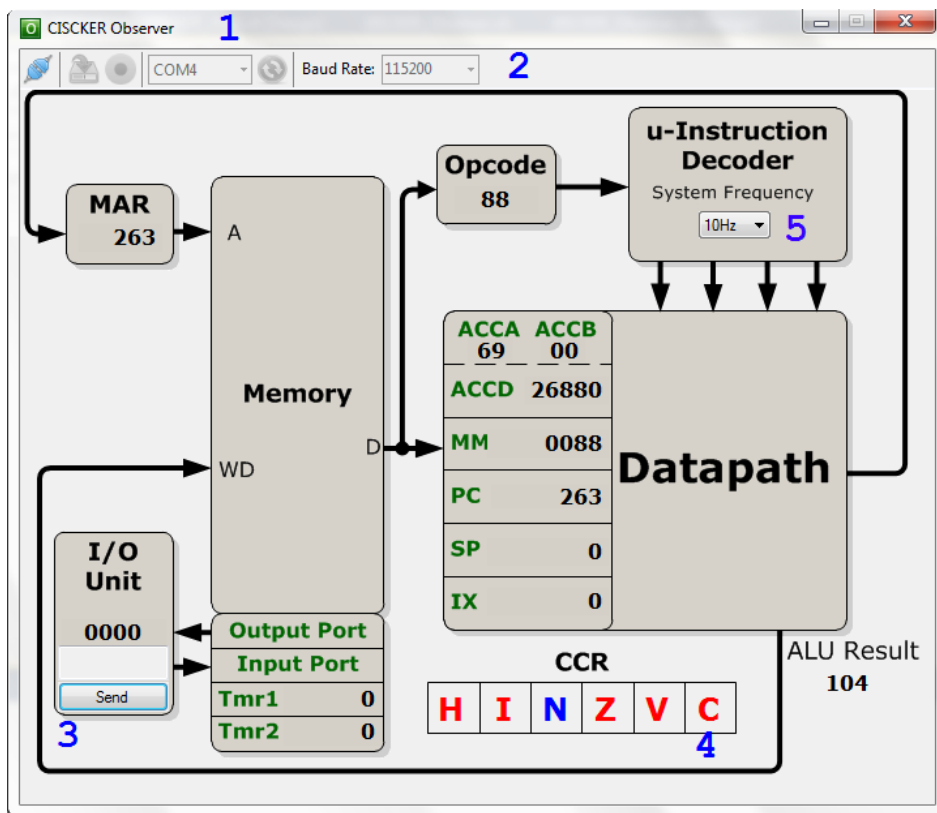 CISCKER Observer 1
COM4 Baud Rate: 115200 2
u-Instruction
Decoder
System Frequency
10Hz 5
Opcode
88
MAR
263
A
Memory
D
WD
ACCA ACCB
69 00
ACCD 26880
MM 0088
PC 263
SP 0
IX 0
Datapath
I/O
Unit
0000
Send
3
Output Port
Input Port
Tmr1 0
Tmr2 0
CCR
H I N Z V C
4
ALU Result
104